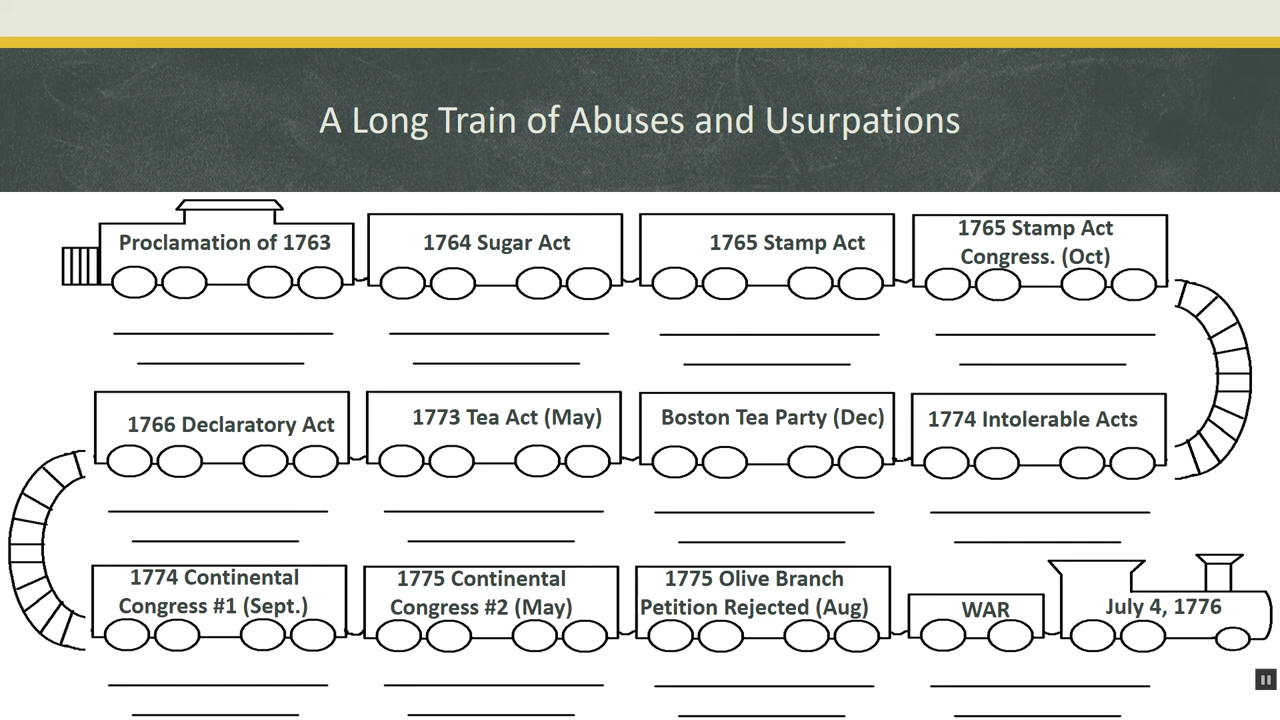 A Long Train of Abuses and Usurpations
Proclamation of 1763
1764 Sugar Act
1765 Stamp Act
1765 Stamp Act
Congress. (Oct)
1766 Declaratory Act
1773 Tea Act (May)
Boston Tea Party (Dec)
1774 Intolerable Acts
1774 Continental
Congress #1 (Sept.)
1775 Continental
Congress #2 (May)
1775 Olive Branch
Petition Rejected (Aug)
WAR
July 4, 1776